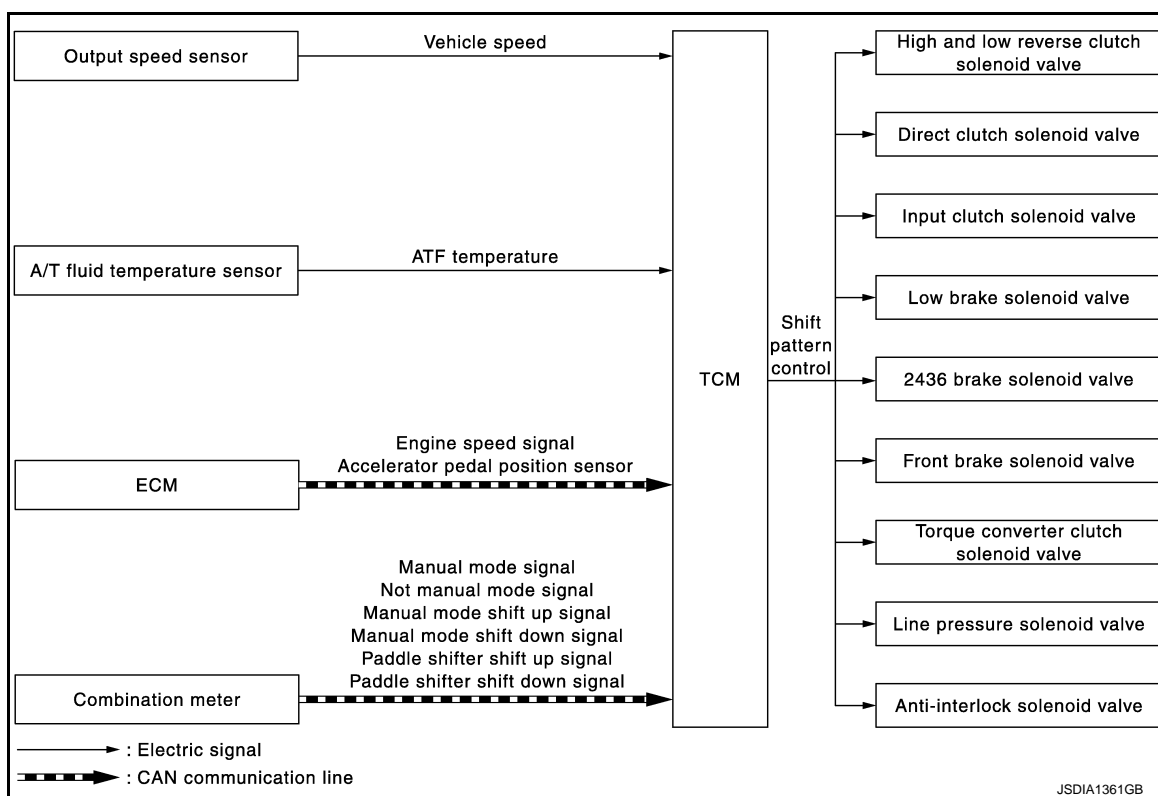 Output speed sensor
Vehicle speed
A/T fluid temperature sensor
ATF temperature
ECM
Engine speed signal
Accelerator pedal position sensor
Combination meter
Manual mode signal
Not manual mode signal
Manual mode shift up signal
Manual mode shift down signal
Paddle shifter shift up signal
Paddle shifter shift down signal
TCM
Shift
pattern
control
High and low reverse clutch
solenoid valve
Direct clutch solenoid valve
Input clutch solenoid valve
Low brake solenoid valve
2436 brake solenoid valve
Front brake solenoid valve
Torque converter clutch
solenoid valve
Line pressure solenoid valve
Anti-interlock solenoid valve
: Electric signal
: CAN communication line
JSDIA1361GB